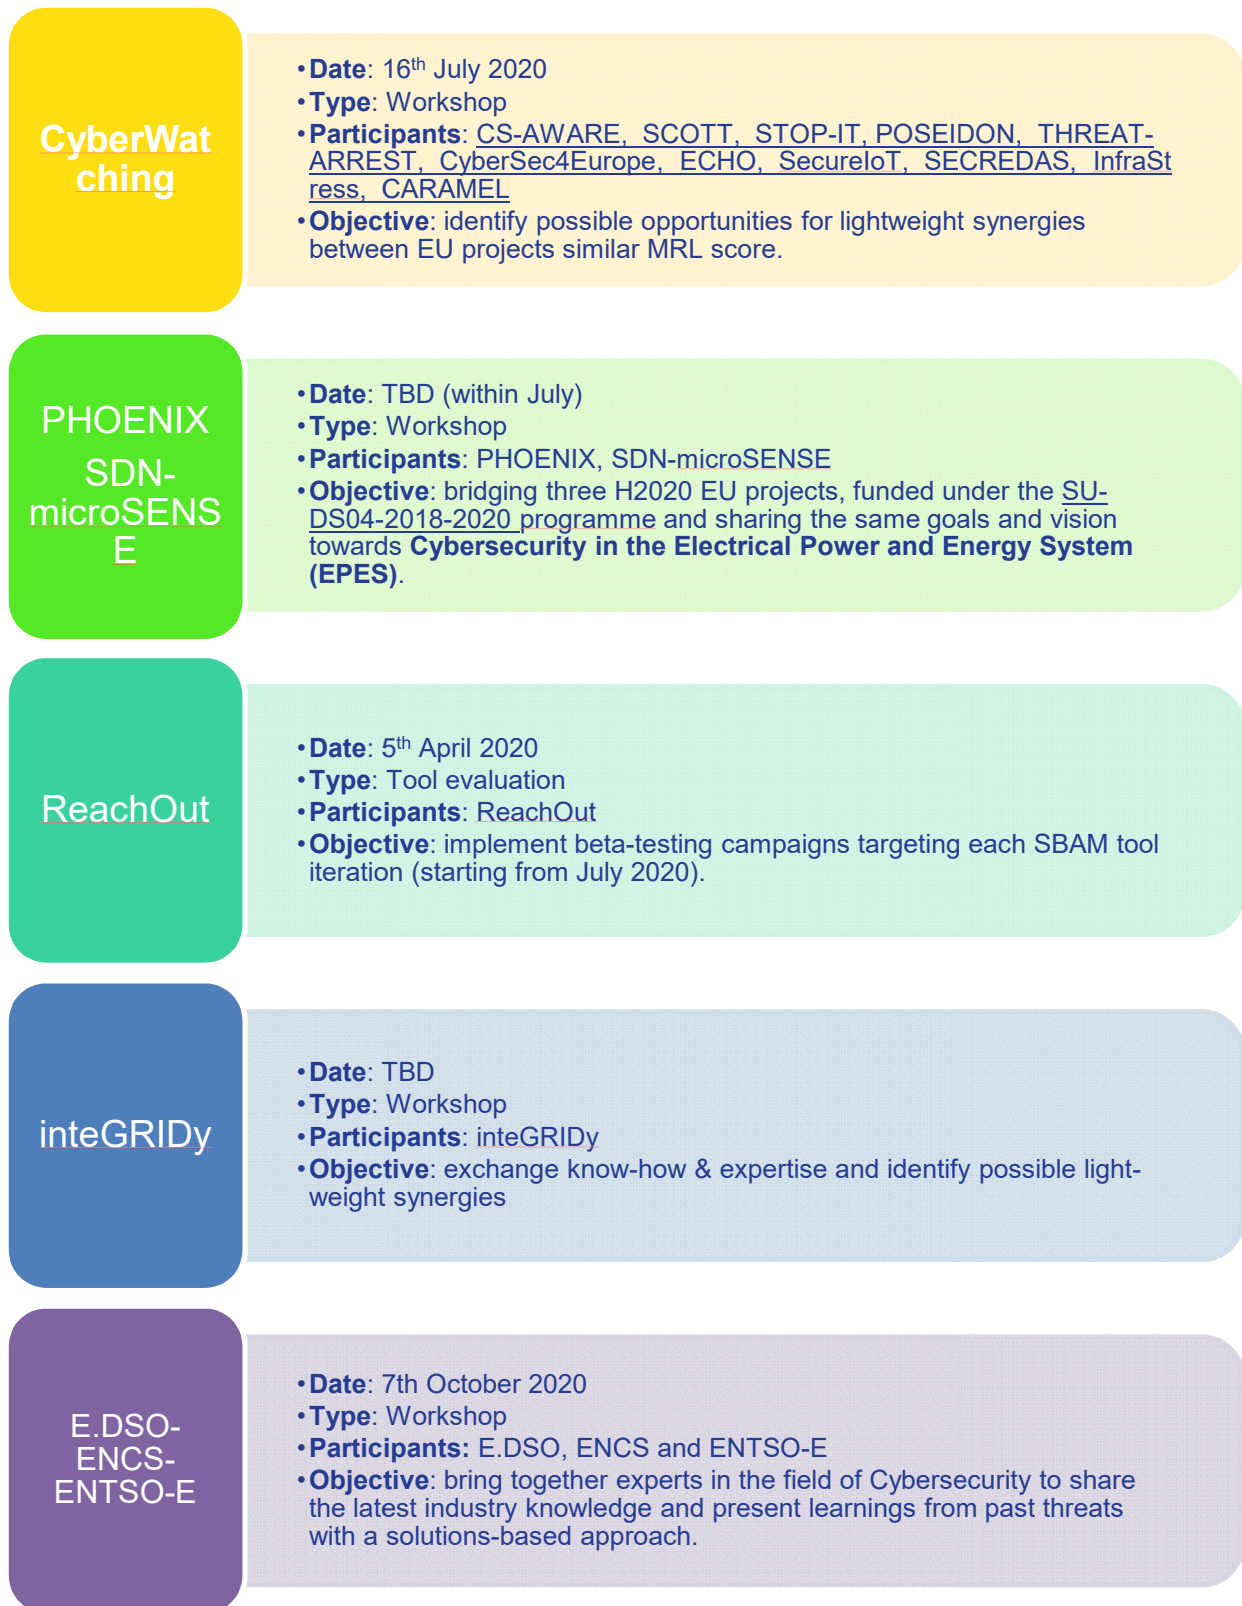 CyberWat
ching
•Date: 16th July 2020
•Type: Workshop
•Participants: CS-AWARE, SCOTT, STOP-IT, POSEIDON, THREAT-
ARREST, CyberSec4Europe, ECHO, SecureIoT, SECREDAS, InfraSt
ress, CARAMEL
•Objective: identify possible opportunities for lightweight synergies
between EU projects similar MRL score.
PHOENIX
SDN-
microSENS
E
•Date: TBD (within July)
•Type: Workshop
•Participants: PHOENIX, SDN-microSENSE
•Objective: bridging three H2020 EU projects, funded under the SU-
DS04-2018-2020 programme and sharing the same goals and vision
towards Cybersecurity in the Electrical Power and Energy System
(EPES).
ReachOut
•Date: 5th April 2020
•Type: Tool evaluation
•Participants: ReachOut
•Objective: implement beta-testing campaigns targeting each SBAM tool
iteration (starting from July 2020).
inteGRIDy
•Date: TBD
•Type: Workshop
•Participants: inteGRIDy
•Objective: exchange know-how & expertise and identify possible light-
weight synergies
E.DSO-
ENCS-
ENTSO-E
•Date: 7th October 2020
•Type: Workshop
•Participants: E.DSO, ENCS and ENTSO-E
•Objective: bring together experts in the field of Cybersecurity to share
the latest industry knowledge and present learnings from past threats
with a solutions-based approach.